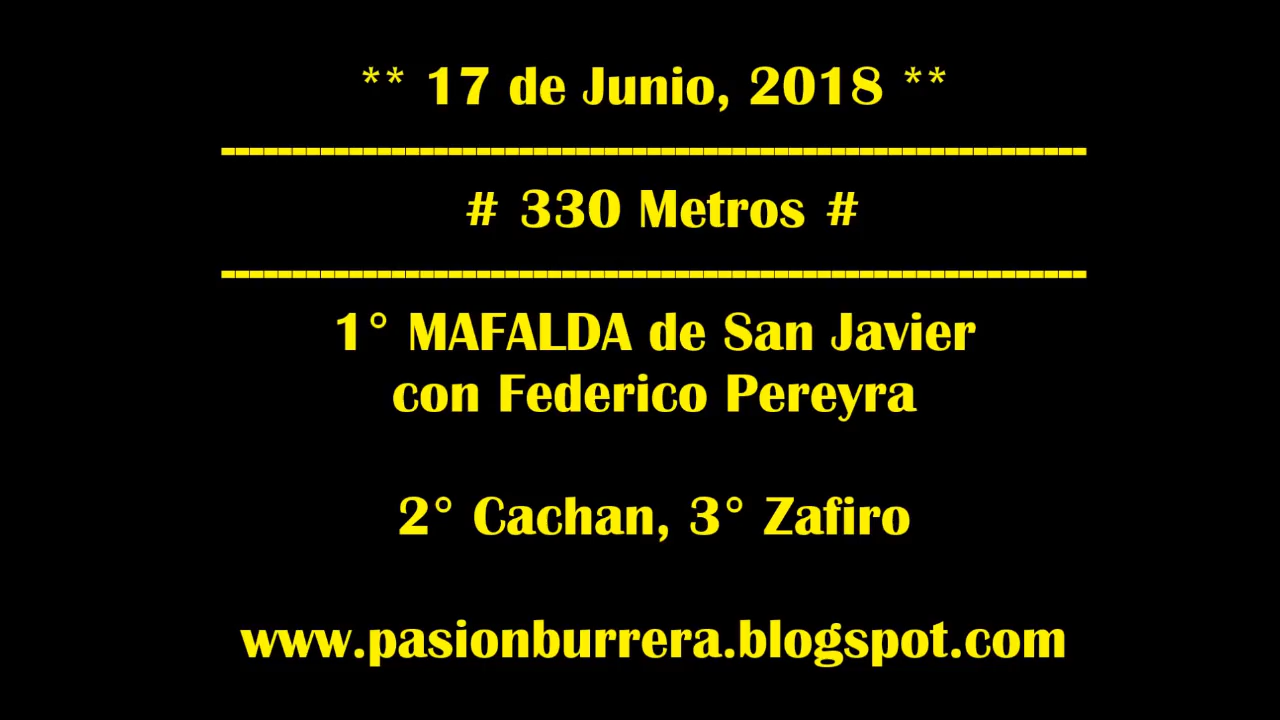 ** 17 de Junio, 2018 **
-------------------------------------------------------------
# 330 Metros #
-------------------------------------------------------------
1° MAFALDA de San Javier
con Federico Pereyra
2° Cachan, 3° Zafiro
www.pasionburrera.blogspot.com